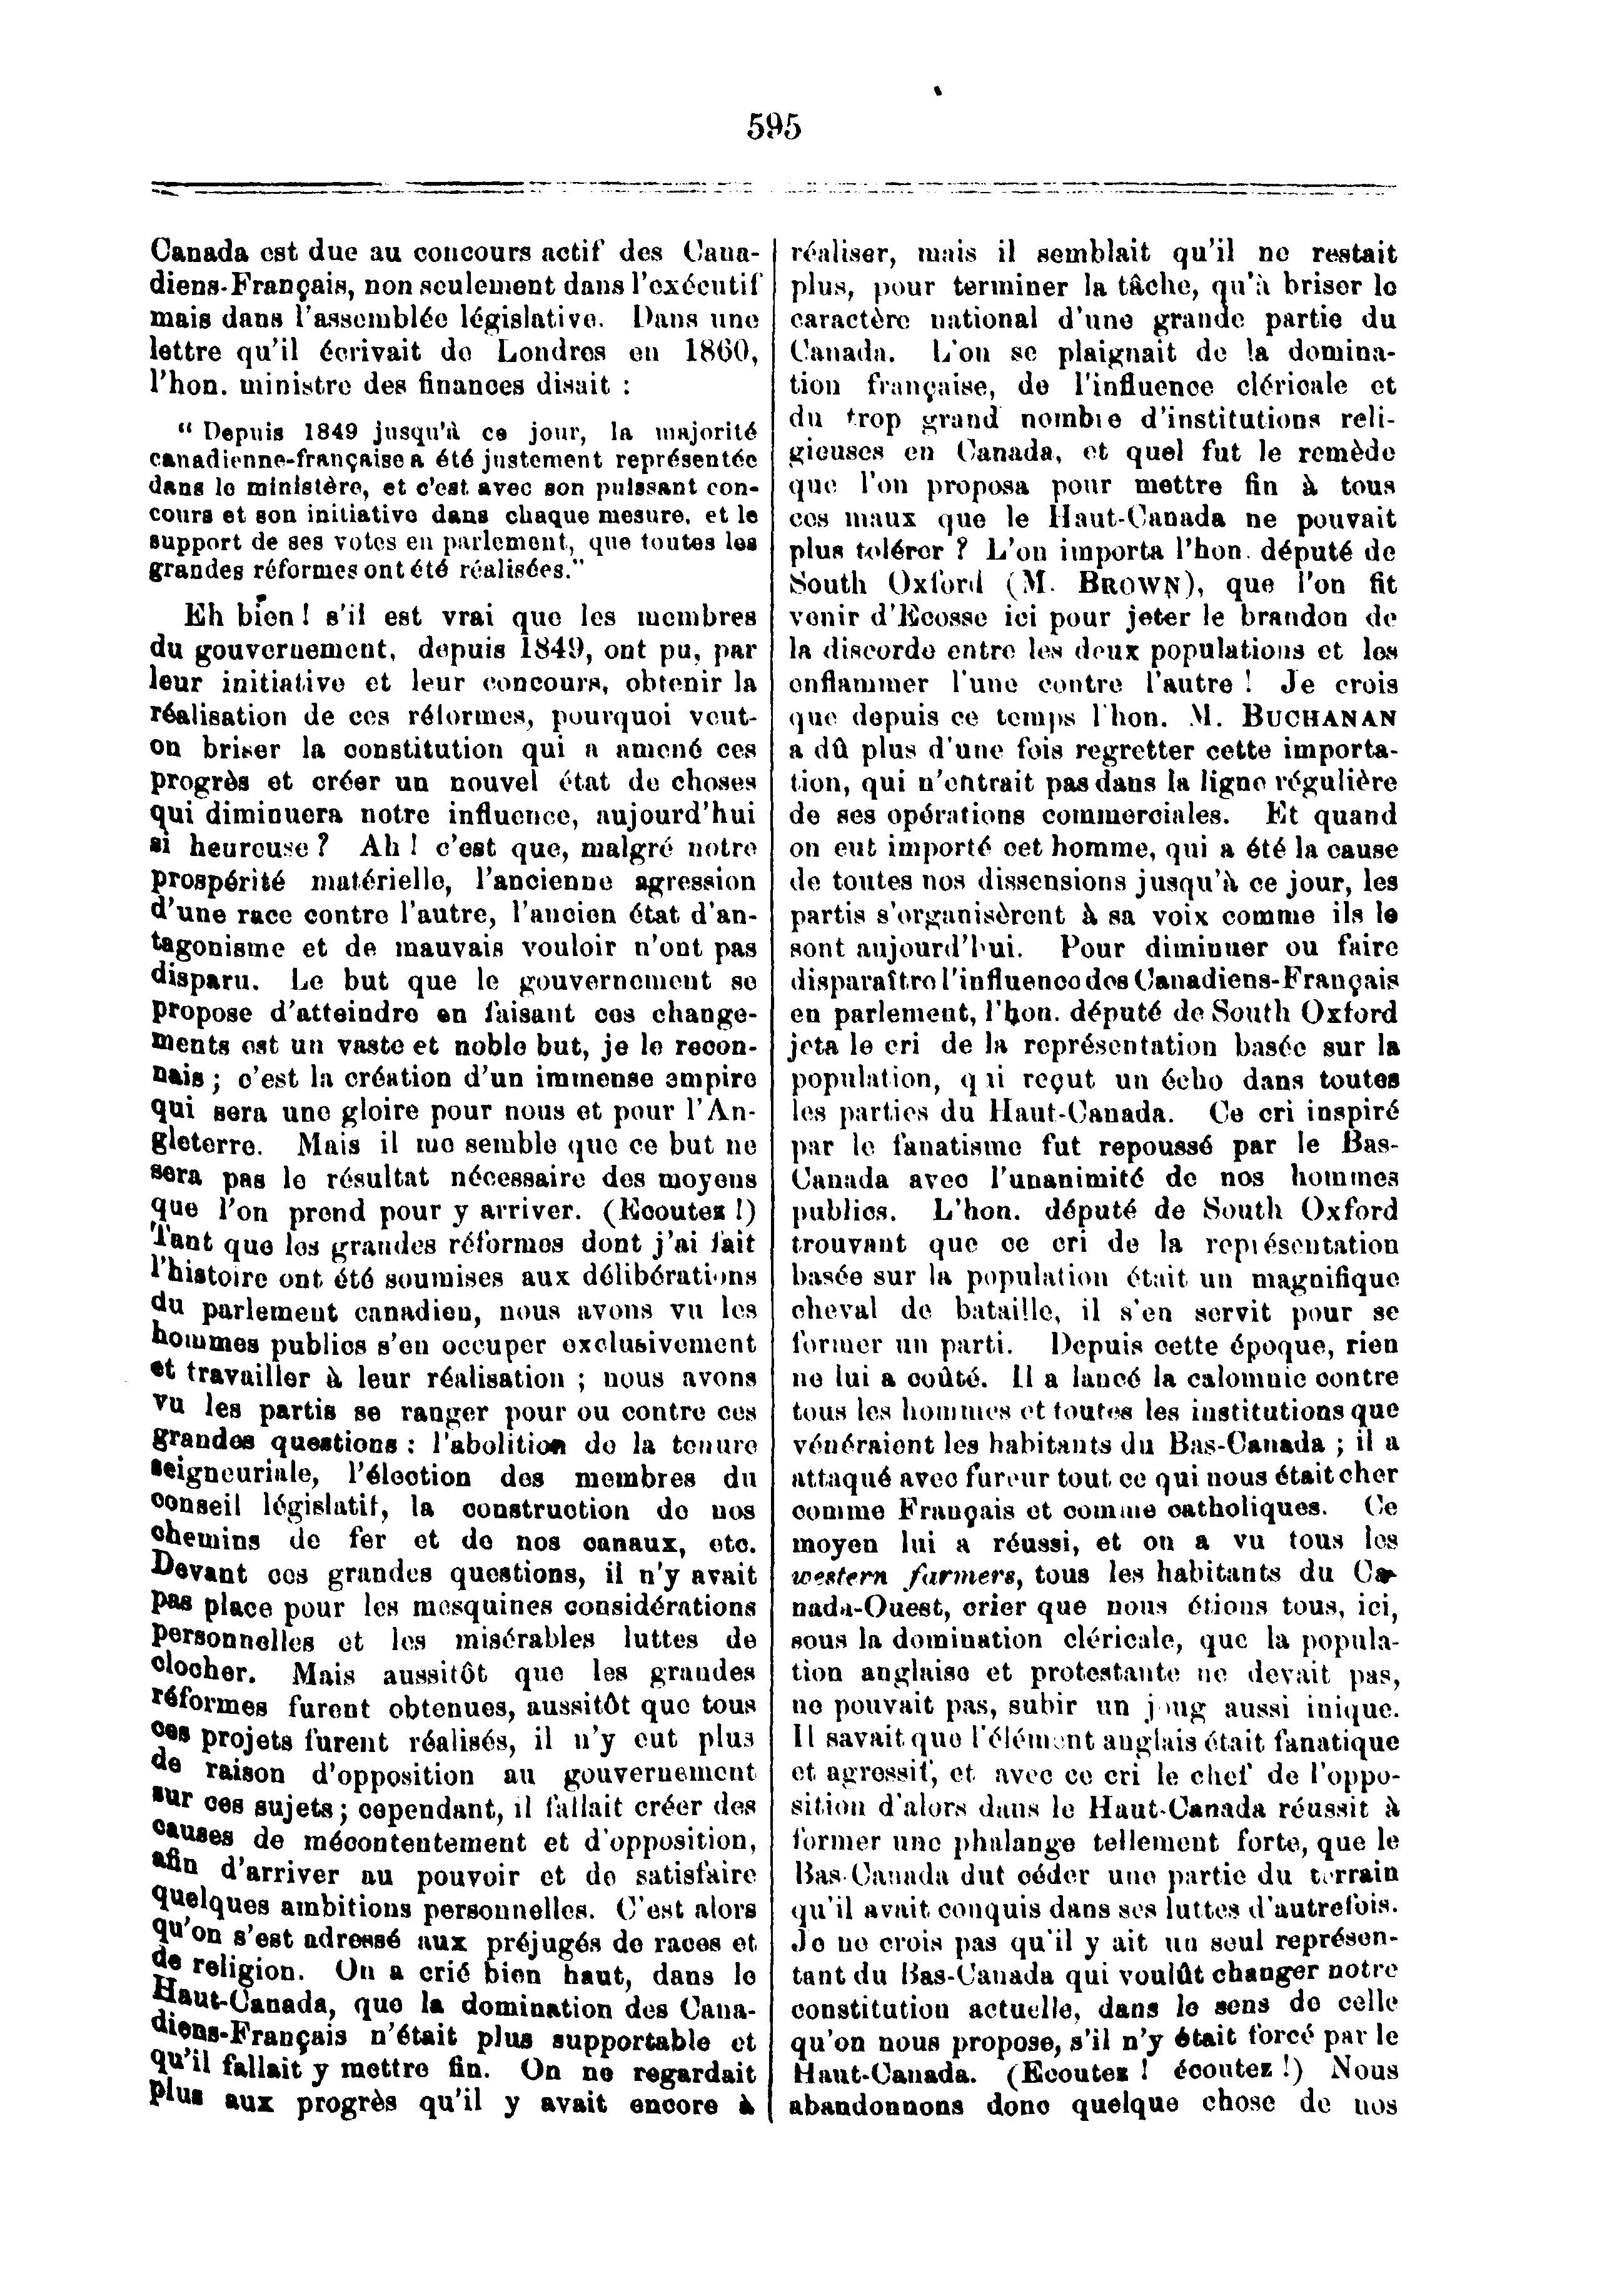 595
Canada est due au concours actif des Cana-
diens-Français, non seulement dans l'exécutif
mais dans l'assemblée législative. Dans une
lettre qu'il écrivait de Londres en 1860,
l'hon. ministre des finances disait :
“ Depuis 1849 jusqu'à ce jour, la majorité
canadienne-française a été justement représentée
dans le ministère, et c'est avec son puissant con-
cours et son initiative dans chaque mesure, et le
support de ses votes en parlement, que toutes les
grandes réformes ont été réalisées.”
Eh bien ! s'il est vrai que les membres
du gouvernement, depuis 1849, ont pu, par
leur initiative et leur concours, obtenir la
réalisation de ces réformes, pourquoi veut-
on briser la constitution qui a amené ces
progrès et créer un nouvel état de choses
qui diminuera notre influence, aujourd'hui
si heureuse ? Ah ! c'est que, malgré notre
prospérité matérielle, l'ancienne agression
d'une race contre l'autre, l'ancien état d'an-
tagonisme et de mauvais vouloir n'ont pas
disparu. Le but que le gouvernement se
propose d'atteindre en faisant ces change-
ments est un vaste et noble but, je le recon-
nais ; c'est la création d'un immense empire
qui sera une gloire pour nous et pour l'An-
gleterre. Mais il me semble que ce but ne
sera pas le résultat nécessaire des moyens
que l'on prend pour y arriver. (Ecoutez !)
Tant que les grandes réformes dont j'ai fait
l'histoire ont été soumises aux délibérations
du parlement canadien, nous avons vu les
hommes publics s'en occuper exclusivement
et travailler à leur réalisation ; nous avons
vu les partis se ranger pour ou contre ces
grandes questions : l'abolition de la tenure
seigneuriale, l'élection des membres du
conseil législatif, la construction de nos
chemins de fer et de nos canaux, etc.
Devant ces grandes questions, il n'y avait
pas place pour les mesquines considérations
personnelles et les misérables luttes de
clocher. Mais aussitôt que les grandes
réformes furent obtenues, aussitôt que tous
ces projets furent réalisés, il n'y eut plus
de raison d'opposition au gouvernement
sur ces sujets ; cependant, il fallait créer des
causes de mécontentement et d'opposition,
afin d'arriver au pouvoir et de satisfaire
quelques ambitions personnelles. C'est alors
qu'on s'est adressé aux préjugés de races et
de religion. On a crié bien haut, dans le
Haut-Canada, que la domination des Cana-
diens-Français n'était plus supportable et
qu'il fallait y mettre fin. On ne regardait
plus aux progrès qu'il y avait encore à
réaliser, mais il semblait qu'il ne restait
plus, pour terminer la tâche, qu'à briser le
caractère national d'une grande partie du
Canada. L'on se plaignait de la domina-
tion française, de l'influence cléricale et
du trop grand nombre d'institutions reli-
gieuses en Canada, et quel fut le remède
que l'on proposa pour mettre fin à tous
ces maux que le Haut-Canada ne pouvait
plus tolérer ? L'on importa l'hon. député de
South Oxford (M. BROWN), que l'on fit
venir d'Ecosse ici pour jeter le brandon de
la discorde entre les deux populations et les
enflammer l'une contre l'autre ! Je crois
que depuis ce temps l'hon. M. BUCHANAN
a dû plus d'une fois regretter cette importa-
tion, qui n'entrait pas dans la ligne régulière
de ses opérations commerciales. Et quand
on eut importé cet homme, qui a été la cause
de toutes nos dissensions jusqu'à ce jour, les
partis s'organisèrent à sa voix comme ils le
sont aujourd'hui. Pour diminuer ou faire
disparaître l'influence des Canadiens-Français
en parlement, l'hon. député de South Oxford
jeta le cri de la représentation basée sur la
population, qui reçut un écho dans toutes
les parties du Haut-Canada. Ce cri inspiré
par le fanatisme fut repoussé par le Bas-
Canada avec l'unanimité de nos hommes
publics. L'hon. député de South Oxford
trouvant que ce cri de la représentation
basée sur la population était un magnifique
cheval de bataille, il s'en servit pour se
former un parti. Depuis cette époque, rien
ne lui a coûté. Il a lancé la calomnie contre
tous les hommes et toutes les institutions que
vénéraient les habitants du Bas-Canada ; il a
attaqué avec fureur tout ce qui nous était cher
comme Français et comme catholiques. Ce
moyen lui a réussi, et on a vu tous les
western farmers, tous les habitants du Ca-
nada-Ouest, crier que nous étions tous, ici,
sous la domination cléricale, que la popula-
tion anglaise et protestante ne devait pas,
ne pouvait pas, subir un joug aussi inique.
Il savait que l'élément anglais était fanatique
et agressif, et avec ce cri le chef de l'oppo-
sition d'alors dans le Haut-Canada réussit à
former une phalange tellement forte, que le
Bas-Canada dut céder une partie du terrain
qu'il avait conquis dans ses luttes d'autrefois.
Je ne crois pas qu'il y ait un seul représen-
tant du Bas-Canada qui voulût changer notre
constitution actuelle, dans le sens de celle
qu'on nous propose, s'il n'y était forcé par le
Haut-Canada. (Ecoutez ! écoutez !) Nous
abandonnons donc quelque chose de nos